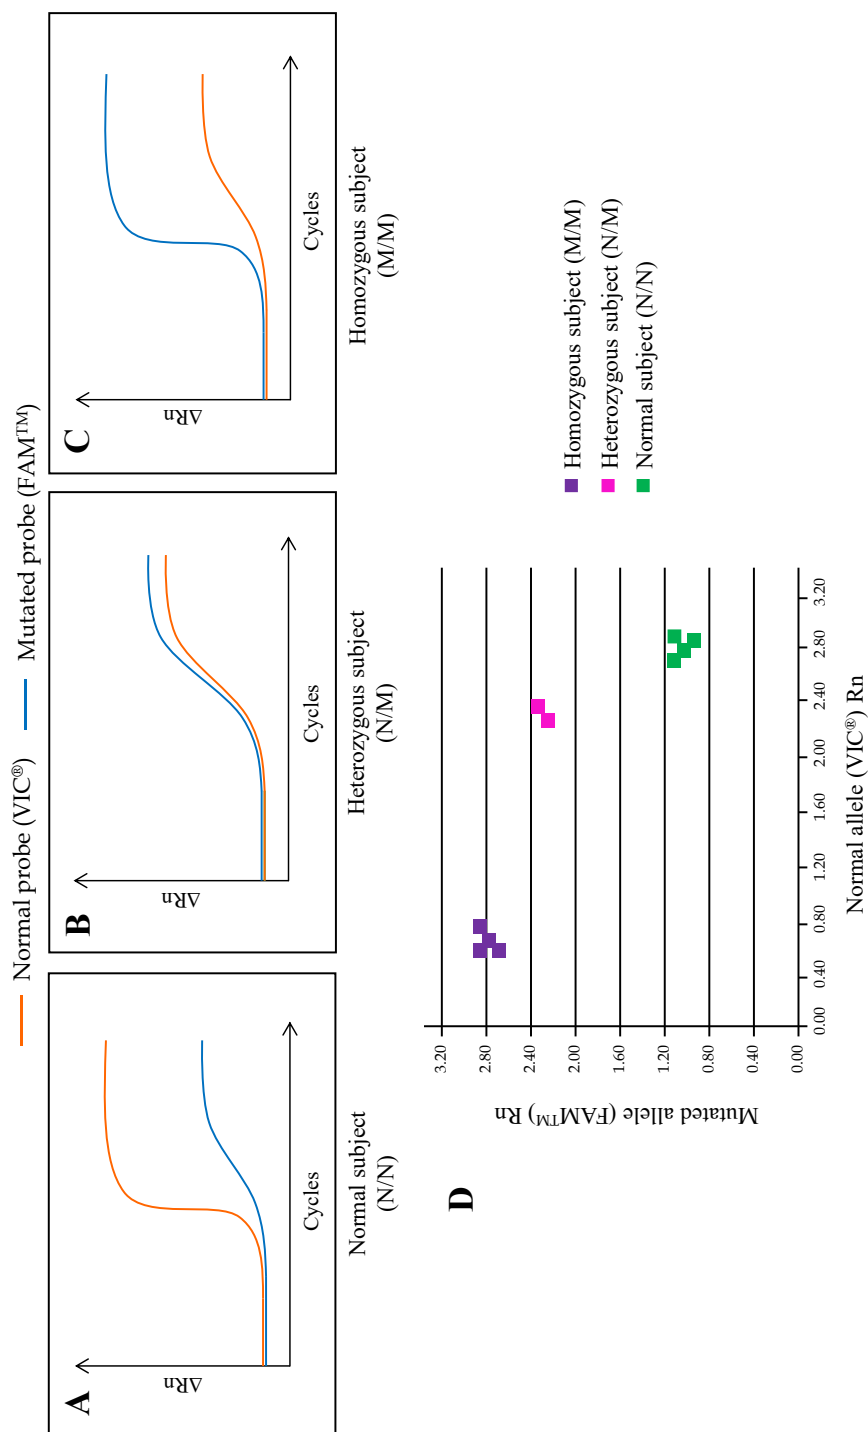 Normal probe (VIC®)
Mutated probe (FAM™)
A
ΔRn
Cycles
Normal subject
(N/N)
B
ΔRn
Cycles
Heterozygous subject
(N/M)
C
ΔRn
Cycles
Homozygous subject
(M/M)
D
Mutated allele (FAM™) Rn
3.20
2.80
2.40
2.00
1.60
1.20
0.80
0.40
0.00
0.00
0.40
0.80
1.20
1.60
2.00
2.40
2.80
3.20
Normal allele (VIC®) Rn
Homozygous subject (M/M)
Heterozygous subject (N/M)
Normal subject (N/N)